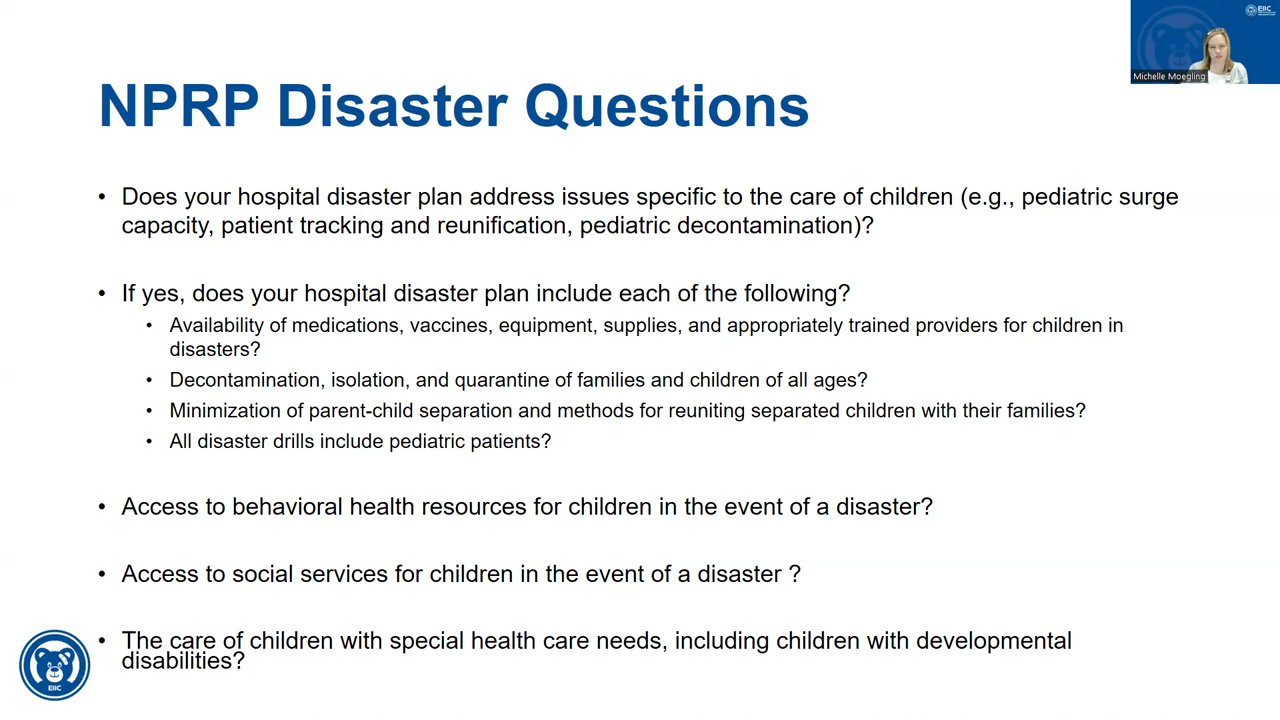 EIIC
Michelle Moegling
NPRP Disaster Questions
• Does your hospital disaster plan address issues specific to the care of children (e.g., pediatric surge
capacity, patient tracking and reunification, pediatric decontamination)?
• If yes, does your hospital disaster plan include each of the following?
• Availability of medications, vaccines, equipment, supplies, and appropriately trained providers for children in
disasters?
• Decontamination, isolation, and quarantine of families and children of all ages?
• Minimization of parent-child separation and methods for reuniting separated children with their families?
• All disaster drills include pediatric patients?
• Access to behavioral health resources for children in the event of a disaster?
• Access to social services for children in the event of a disaster ?
• The care of children with special health care needs, including children with developmental
disabilities?
EIIC